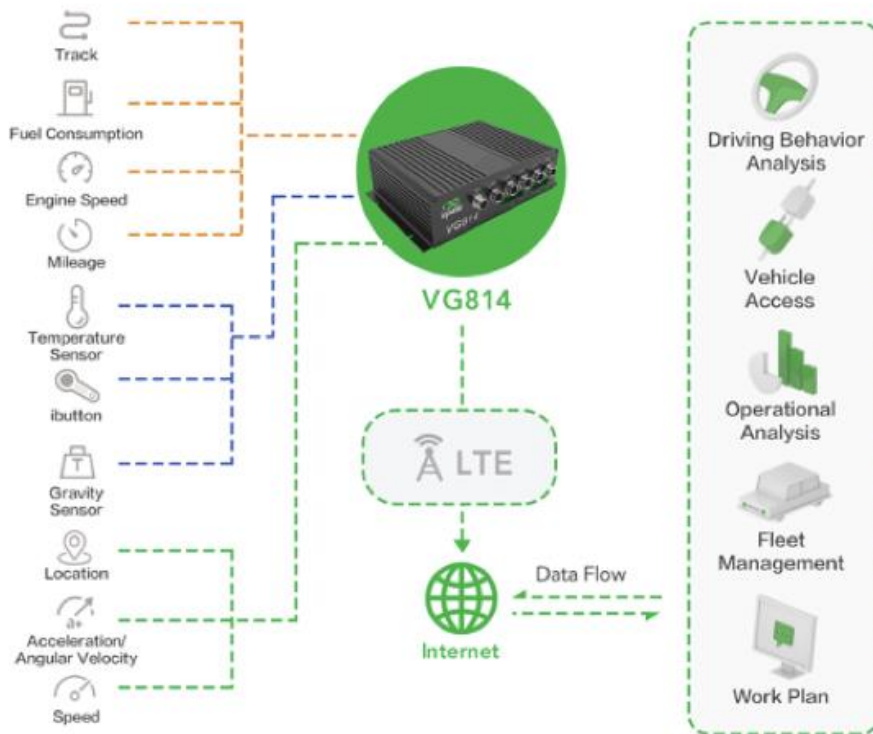 Track
Fuel Consumption
Engine Speed
Mileage
Temperature
Sensor
ibutton
T
Gravity
Sensor
Location
a+
Acceleration/
Angular Velocity
Speed
VG814
VG814
LTE
Internet
Data Flow
Driving Behavior
Analysis
Vehicle
Access
Operational
Analysis
Fleet
Management
Work Plan